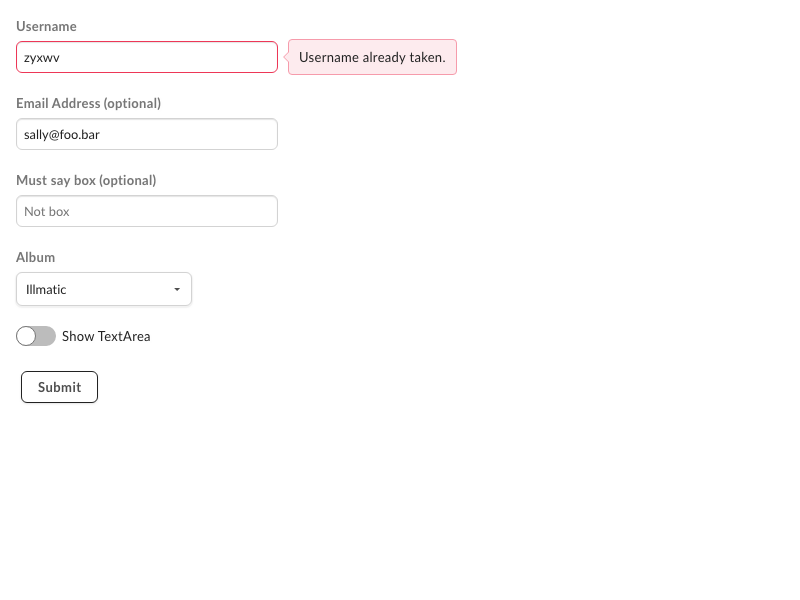 Username
zyxwv
Username already taken.
Email Address (optional)
sally@foo.bar
Must say box (optional)
Not box
Album
Illmatic
Show TextArea
Submit